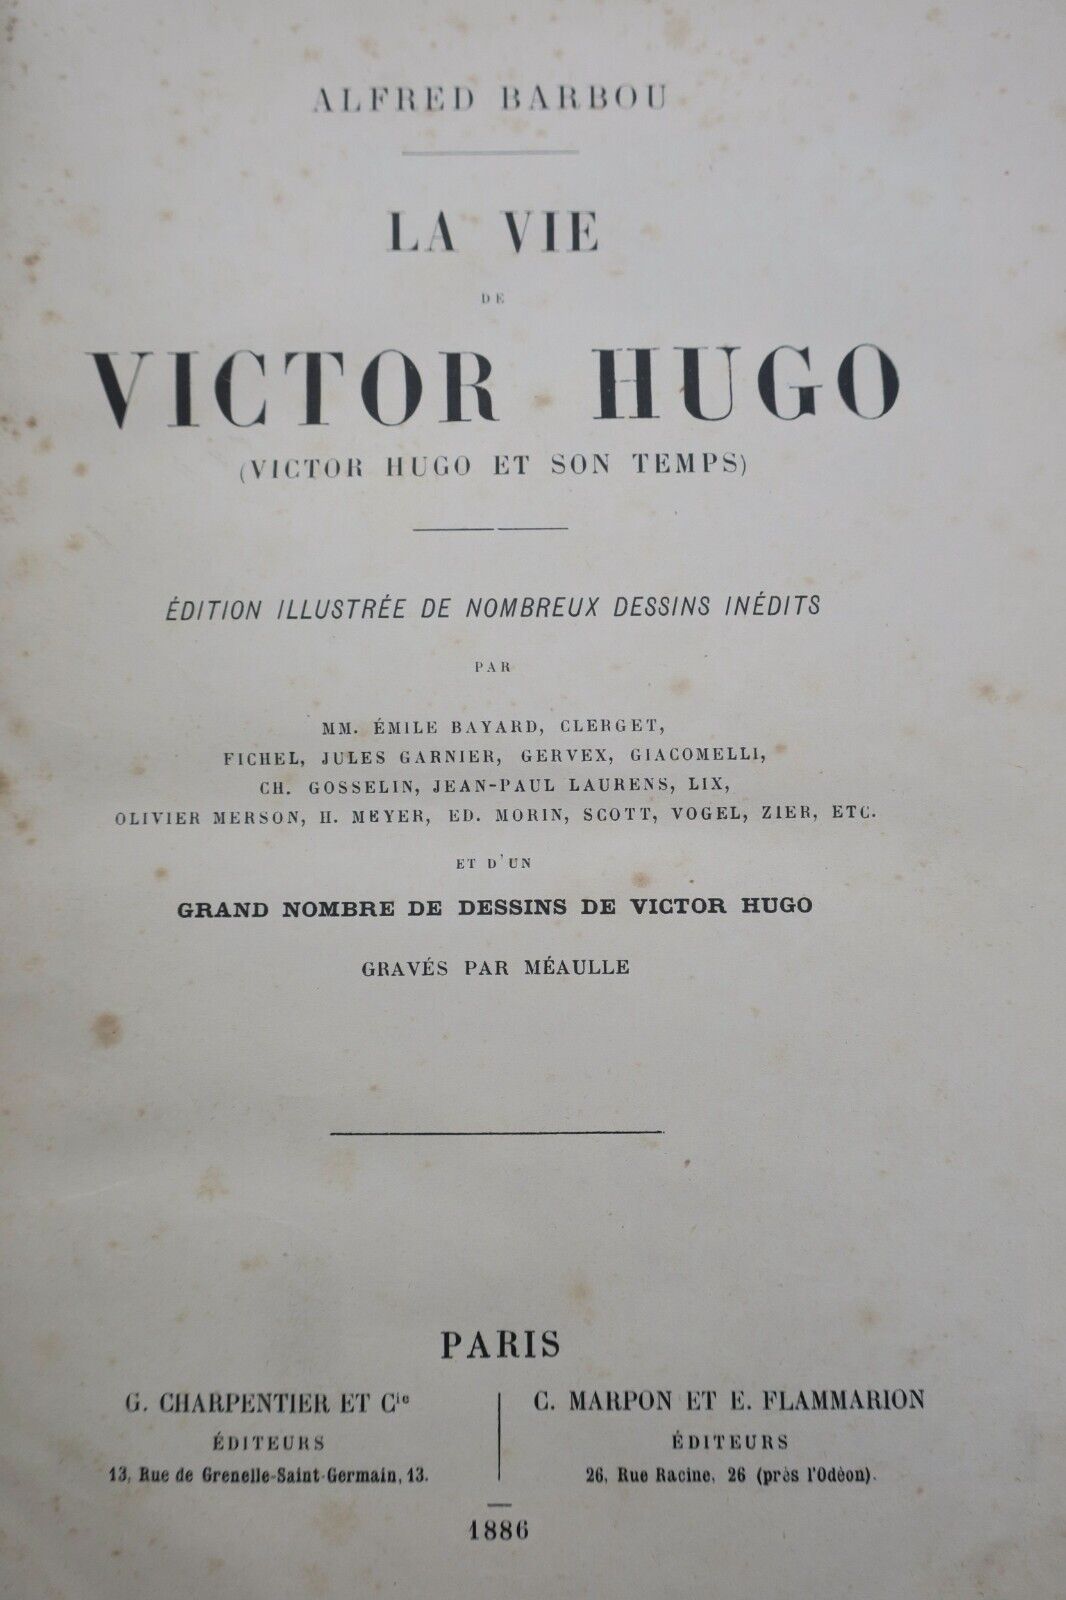 ALFRED BARBOU
LA VIE
DE
VICTOR HUGO
(VICTOR HUGO ET SON TEMPS)
ÉDITION ILLUSTRÉE DE NOMBREUX DESSINS INÉDITS
PAR
MM. ÉMILE BAYARD, CLERGET,
FICHEL, JULES GARNIER, GERVEX, GIACOMELLI,
CH. GOSSELIN, JEAN-PAUL LAURENS, LIX,
OLIVIER MERSON, H. MEYER, ED. MORIN, SCOTT, VOGEL, ZIER, ETC.
ET D'UN
GRAND NOMBRE DE DESSINS DE VICTOR HUGO
GRAVÉS PAR MÉAULLE
PARIS
G. CHARPENTIER ET Cie
ÉDITEURS
13, Rue de Grenelle-Saint-Germain, 13.
C. MARPON ET E. FLAMMARION
ÉDITEURS
26, Rue Racine, 26 (près l'Odéon).
1886